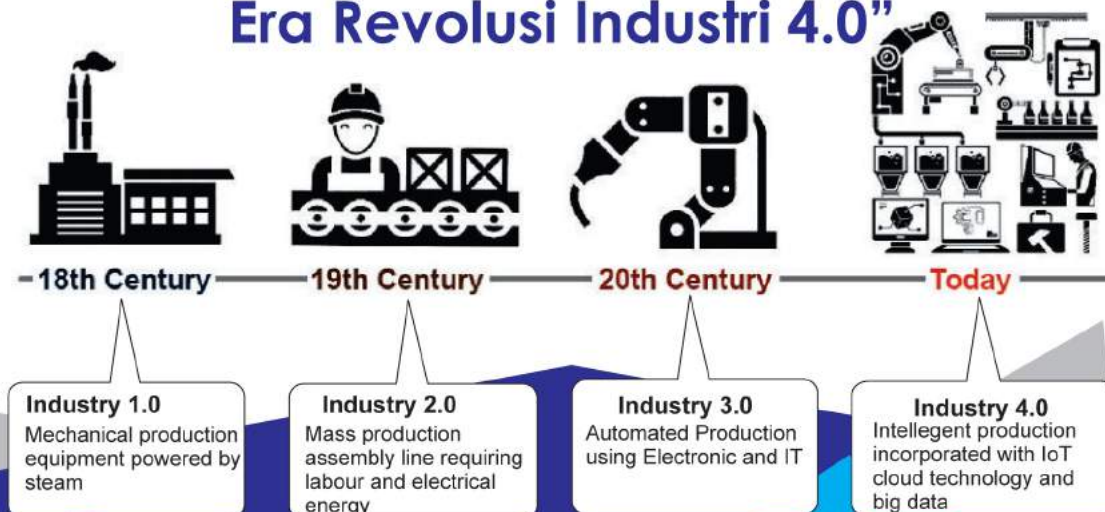 Era Revolusi Industri 4.0”
18th Century
19th Century
20th Century
Today
Industry 1.0
Mechanical production
equipment powered by
steam
Industry 2.0
Mass production
assembly line requiring
labour and electrical
energy
Industry 3.0
Automated Production
using Electronic and IT
Industry 4.0
Intellegent production
incorporated with IoT
cloud technology and
big data